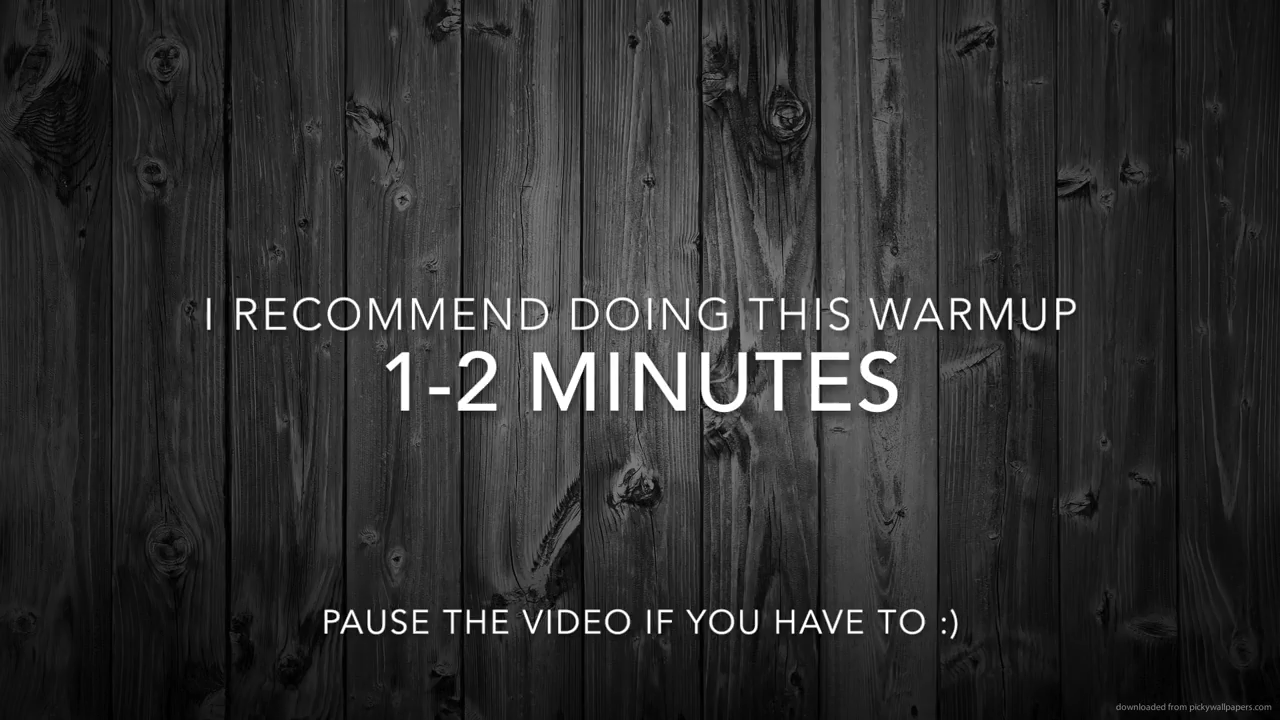 I RECOMMEND DOING THIS WARMUP
1-2 MINUTES
PAUSE THE VIDEO IF YOU HAVE TO :)
downloaded from pickywallpapers.com